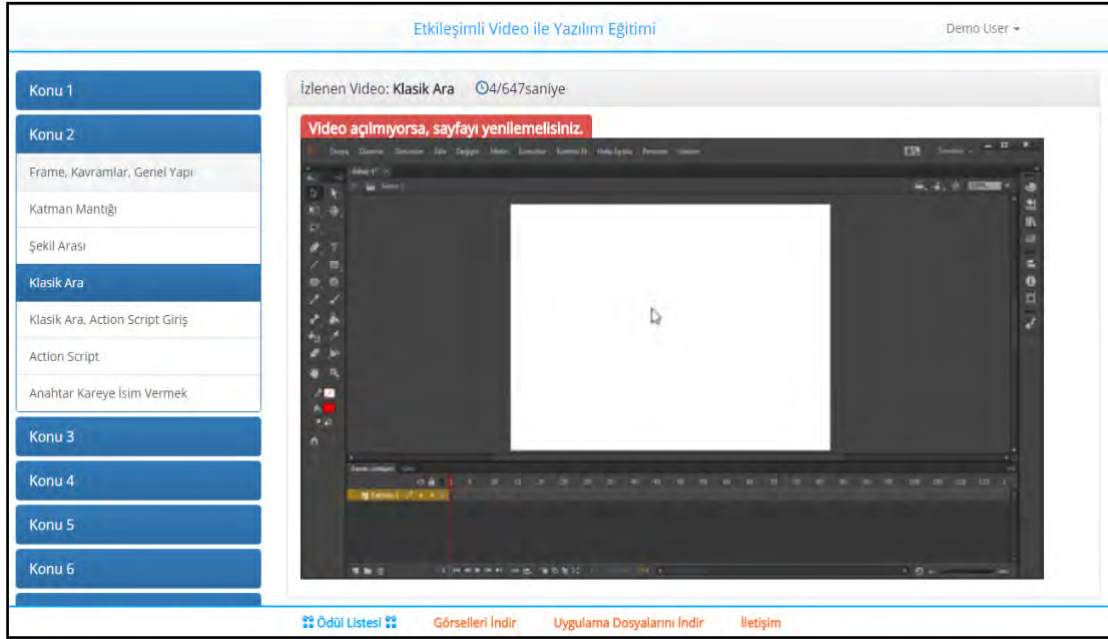 Etkileşimli Video ile Yazılım Eğitimi
Demo User
Konu 1
Konu 2
Frame, Kavramlar, Genel Yapı
Katman Mantığı
Şekil Arası
Klasik Ara
Klasik Ara, Action Script Giriş
Action Script
Anahtar Kareye İsim Vermek
Konu 3
Konu 4
Konu 5
Konu 6
İzlenen Video: Klasik Ara 4/647saniye
Video açılmıyorsa, sayfayı yenilemelisiniz.
Ödül Listesi
Görselleri İndir
Uygulama Dosyalarını İndir
İletişim